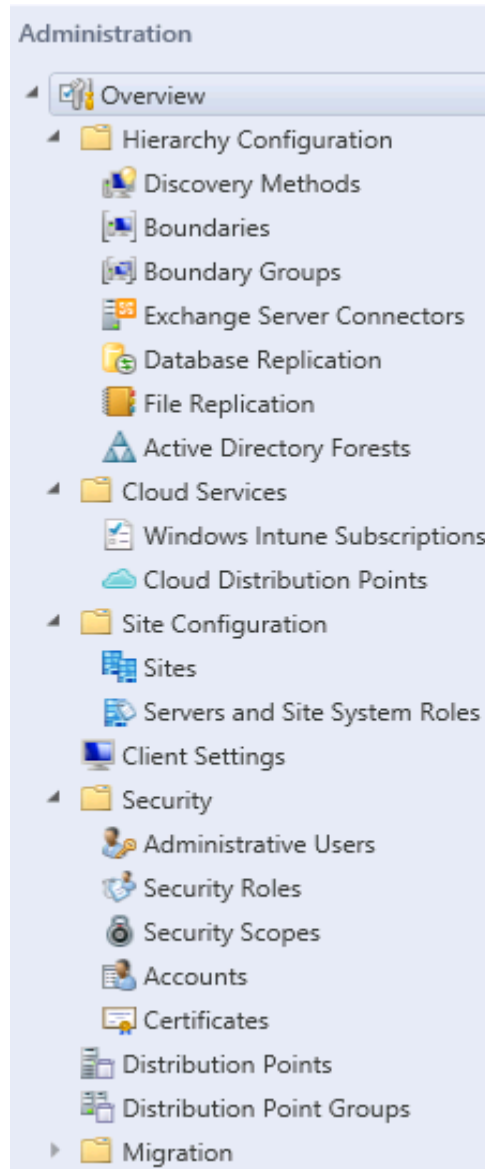 Administration
Overview
Hierarchy Configuration
Discovery Methods
Boundaries
Boundary Groups
Exchange Server Connectors
Database Replication
File Replication
Active Directory Forests
Cloud Services
Windows Intune Subscriptions
Cloud Distribution Points
Site Configuration
Sites
Servers and Site System Roles
Client Settings
Security
Administrative Users
Security Roles
Security Scopes
Accounts
Certificates
Distribution Points
Distribution Point Groups
Migration